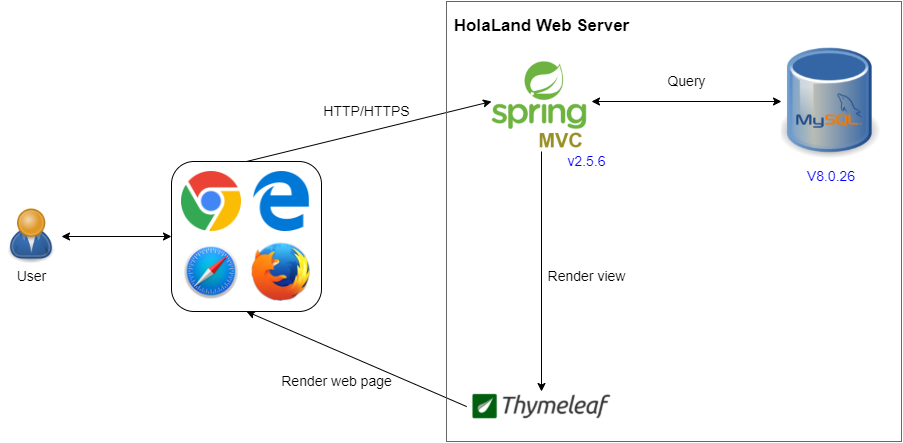 HolaLand Web Server
spring
MVC
v2.5.6
Query
MySQL
V8.0.26
HTTP/HTTPS
User
Render view
Render web page
Thymeleaf